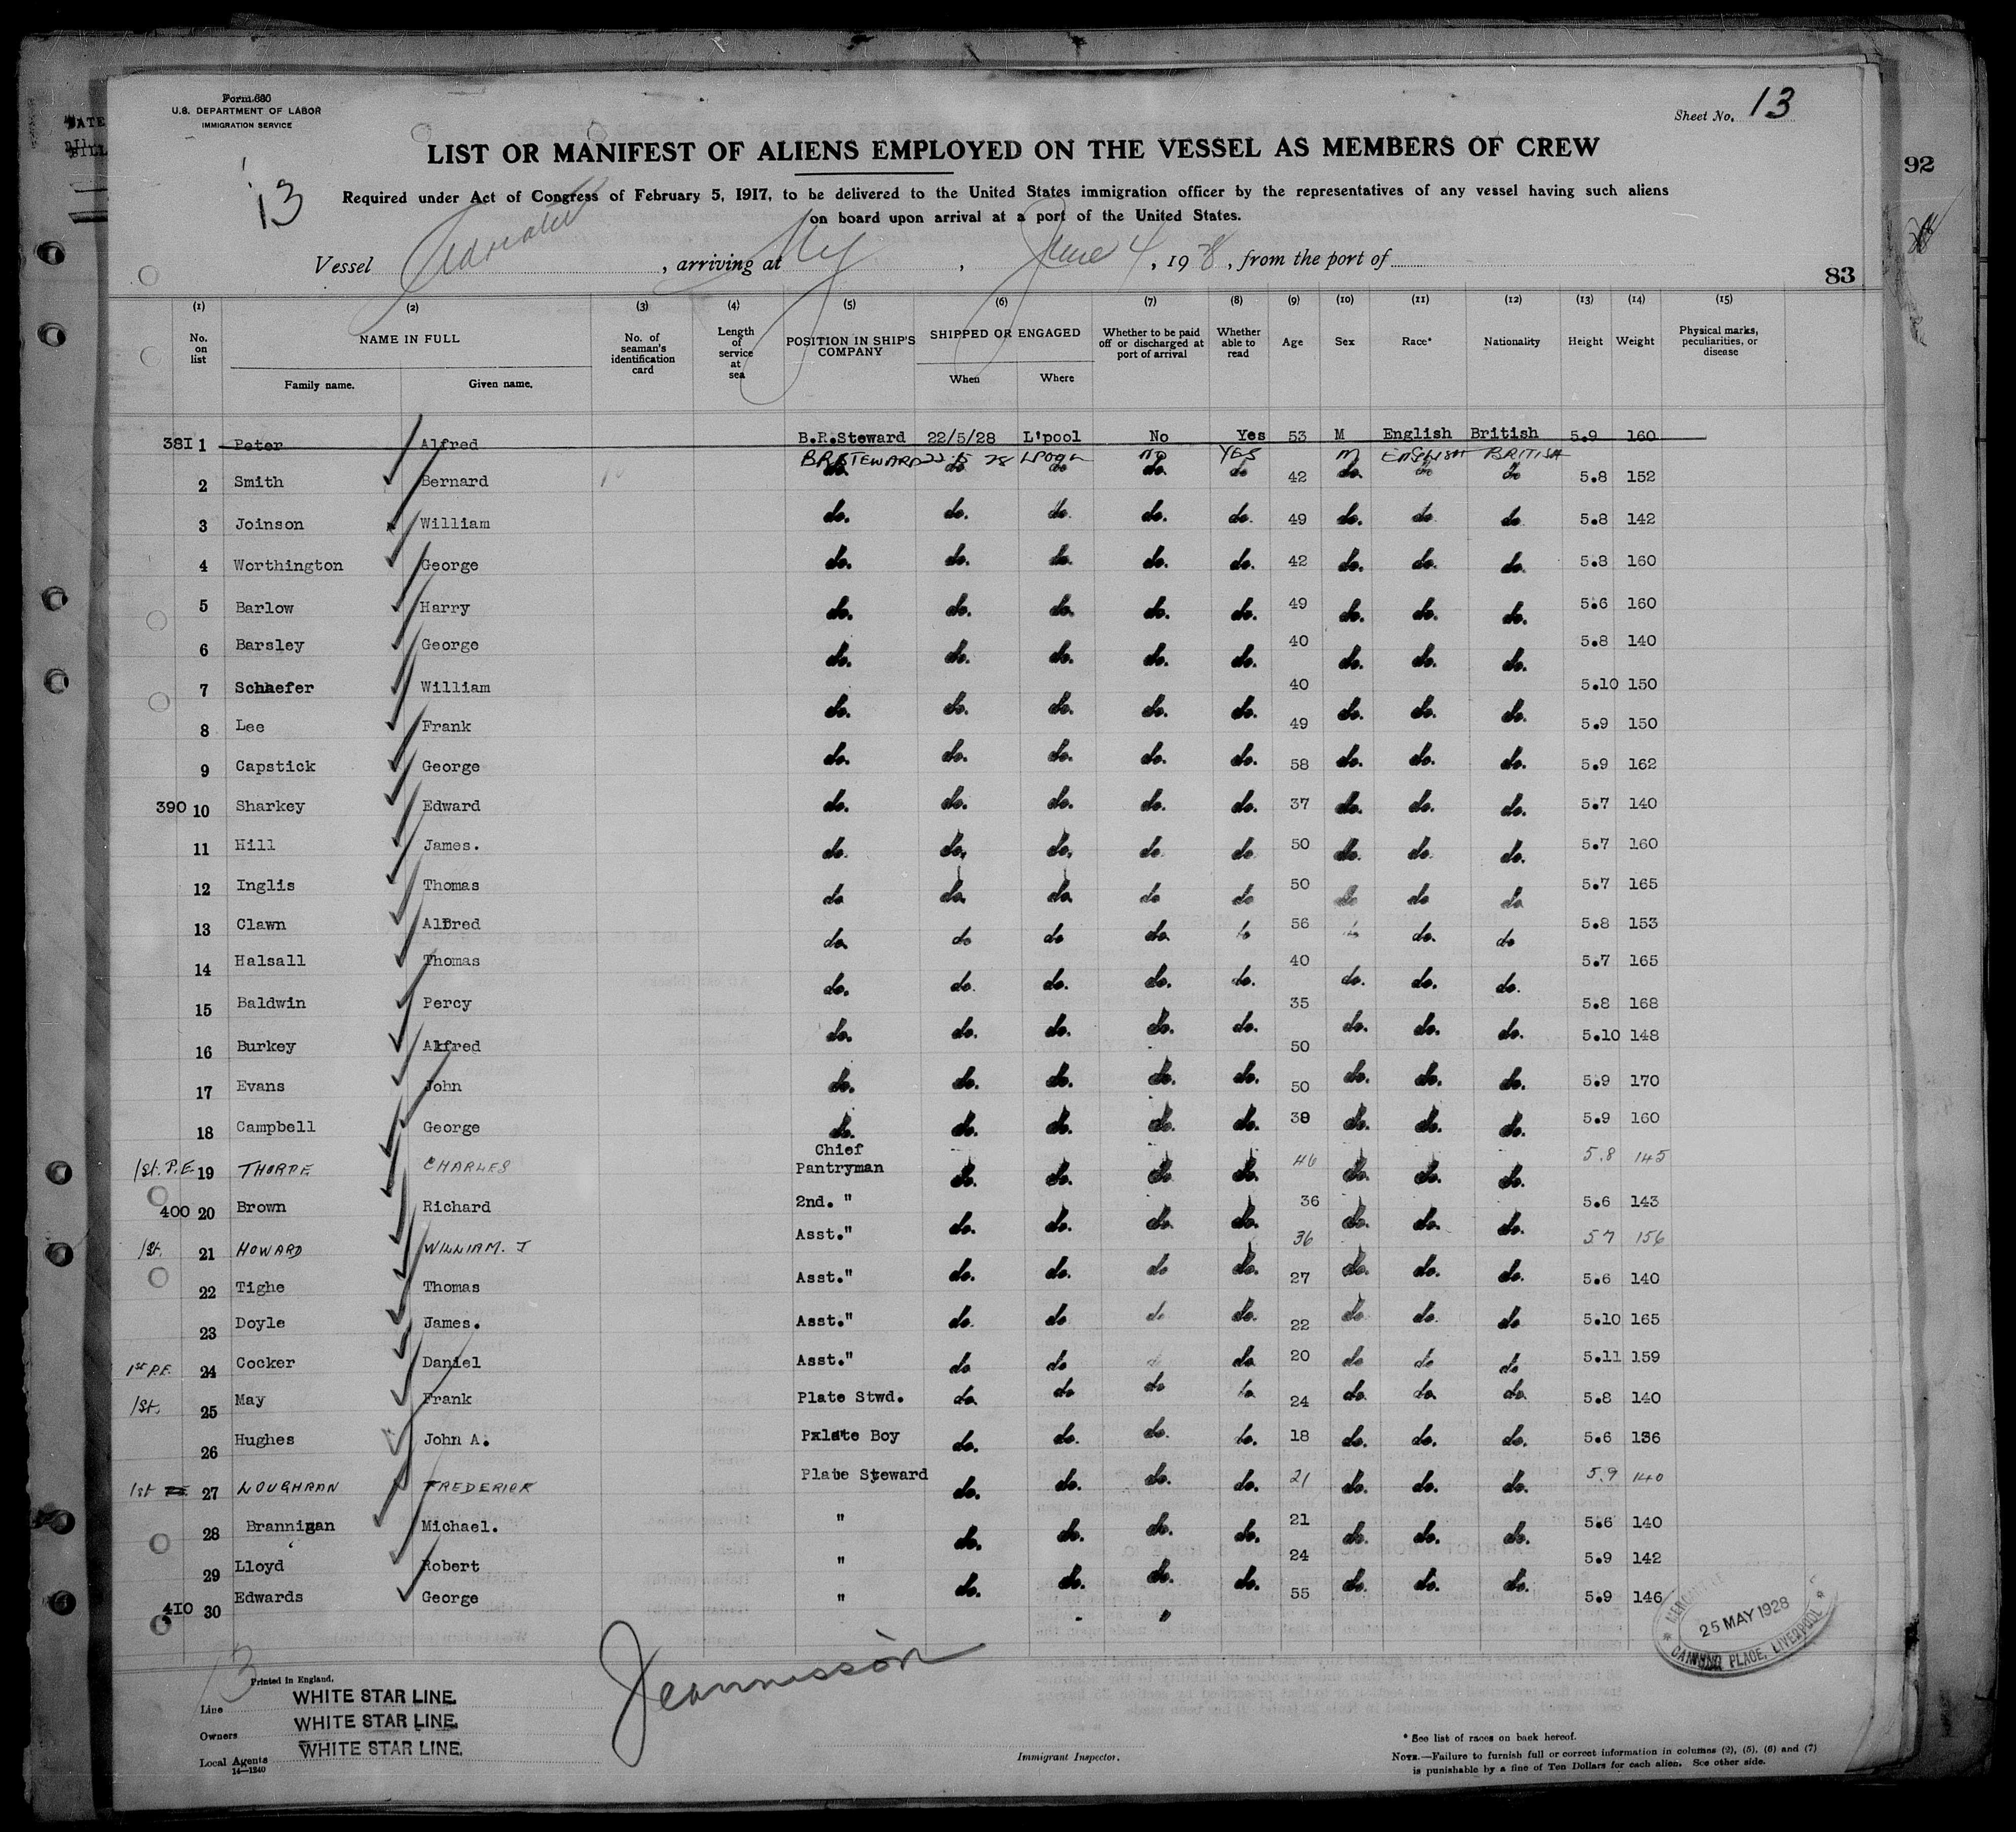 Form 680
U.S. DEPARTMENT OF LABOR
IMMIGRATION SERVICE
Sheet No. 13
LIST OR MANIFEST OF ALIENS EMPLOYED ON THE VESSEL AS MEMBERS OF CREW
13
92
Required under Act of Congress of February 5, 1917, to be delivered to the United States immigration officer by the representatives of any vessel having such aliens
on board upon arrival at a port of the United States.
Vessel , arriving at Ny , June 4, 1928, from the port of
83
(1) (2) (3) (4) (5) (6) (7) (8) (9) (10) (11) (12) (13) (14) (15)
No. on list NAME IN FULL No. of seaman's identification card Length of service at sea POSITION IN SHIP'S COMPANY SHIPPED OR ENGAGED Whether to be paid off or discharged at port of arrival Whether able to read Age Sex Race* Nationality Height Weight Physical marks, peculiarities, or disease
Family name. Given name. When Where
381 1 Peter Alfred B.R.Steward 22/5/28 L'pool No Yes 53 M English British 5.9 160
BR STEWARD 22 5 28 LPOOL NO YES M ENGLISH BRITISH
2 Smith Bernard do. do do do. do 42 do. do do 5.8 152
3 Joinson William do. do. do. do. do. 49 do. do do. 5.8 142
4 Worthington George do. do. do. do. do. 42 do. do. do. 5.8 160
5 Barlow Harry do. do. do. do. do. 49 do. do. do. 5.6 160
6 Barsley George do. do. do. do. do. 40 do. do. do. 5.8 140
7 Schaefer William 40 5.10 150
8 Lee Frank do. do. do. do. do. 49 do. do. do. 5.9 150
9 Capstick George do. do. do. do. do. 58 do. do. do. 5.9 162
390 10 Sharkey Edward do. do. do. do. do. 37 do. do. do. 5.7 140
11 Hill James. do. do. do. do. do 50 do. do. do. 5.7 160
12 Inglis Thomas do do. do. do do 50 do do do 5.7 165
13 Clawn Alfred do. do do do. do 56 do do. do 5.8 153
14 Halsall Thomas 40 5.7 165
15 Baldwin Percy do. do. do. do. do. 35 do. do. do. 5.8 168
16 Burkey Alfred do. do. do. do. do. 50 do. do. do. 5.10 148
17 Evans John do. do. do. do. do. 50 do. do. do. 5.9 170
18 Campbell George do. do. do. do. do. 38 do. do. do. 5.9 160
1st. P.E. 19 THORPE CHARLES Chief Pantryman do. do. do. do. 46 do. do. do. 5.8 145
400 20 Brown Richard 2nd. " do. do. do. do. 36 do. do. do. 5.6 143
1st. 21 HOWARD WILLIAM. J Asst." 36 5 7 156
22 Tighe Thomas Asst." do. do. do do. 27 do. do. do. 5.6 140
23 Doyle James. Asst." do. do do do. 22 do do. do 5.10 165
1st P.E. 24 Cocker Daniel Asst." do do do do. 20 do do do 5.11 159
1st. 25 May Frank Plate Stwd. do. do do do 24 do. do. do. 5.8 140
26 Hughes John A. Plate Boy do. do. do. do. 18 do. do. do. 5.6 136
1st 27 LOUGHRAN FREDERICK Plate Steward do. do. do. do. 21 do. do. do. 5.9 140
28 Brannigan Michael. " do. do. do. do. 21 do. do. do. 5.6 140
29 Lloyd Robert " do. do. do. do. 24 do. do. do. 5.9 142
410 30 Edwards George " " 55 5.9 146
25 MAY 1928
CANNING PLACE, LIVERPOOL
13
Printed in England.
Line WHITE STAR LINE.
Owners WHITE STAR LINE.
Local Agents WHITE STAR LINE.
14—1240
Immigrant Inspector.
* See list of races on back hereof.
NOTE.—Failure to furnish full or correct information in columns (2), (5), (6) and (7)
is punishable by a fine of Ten Dollars for each alien. See other side.